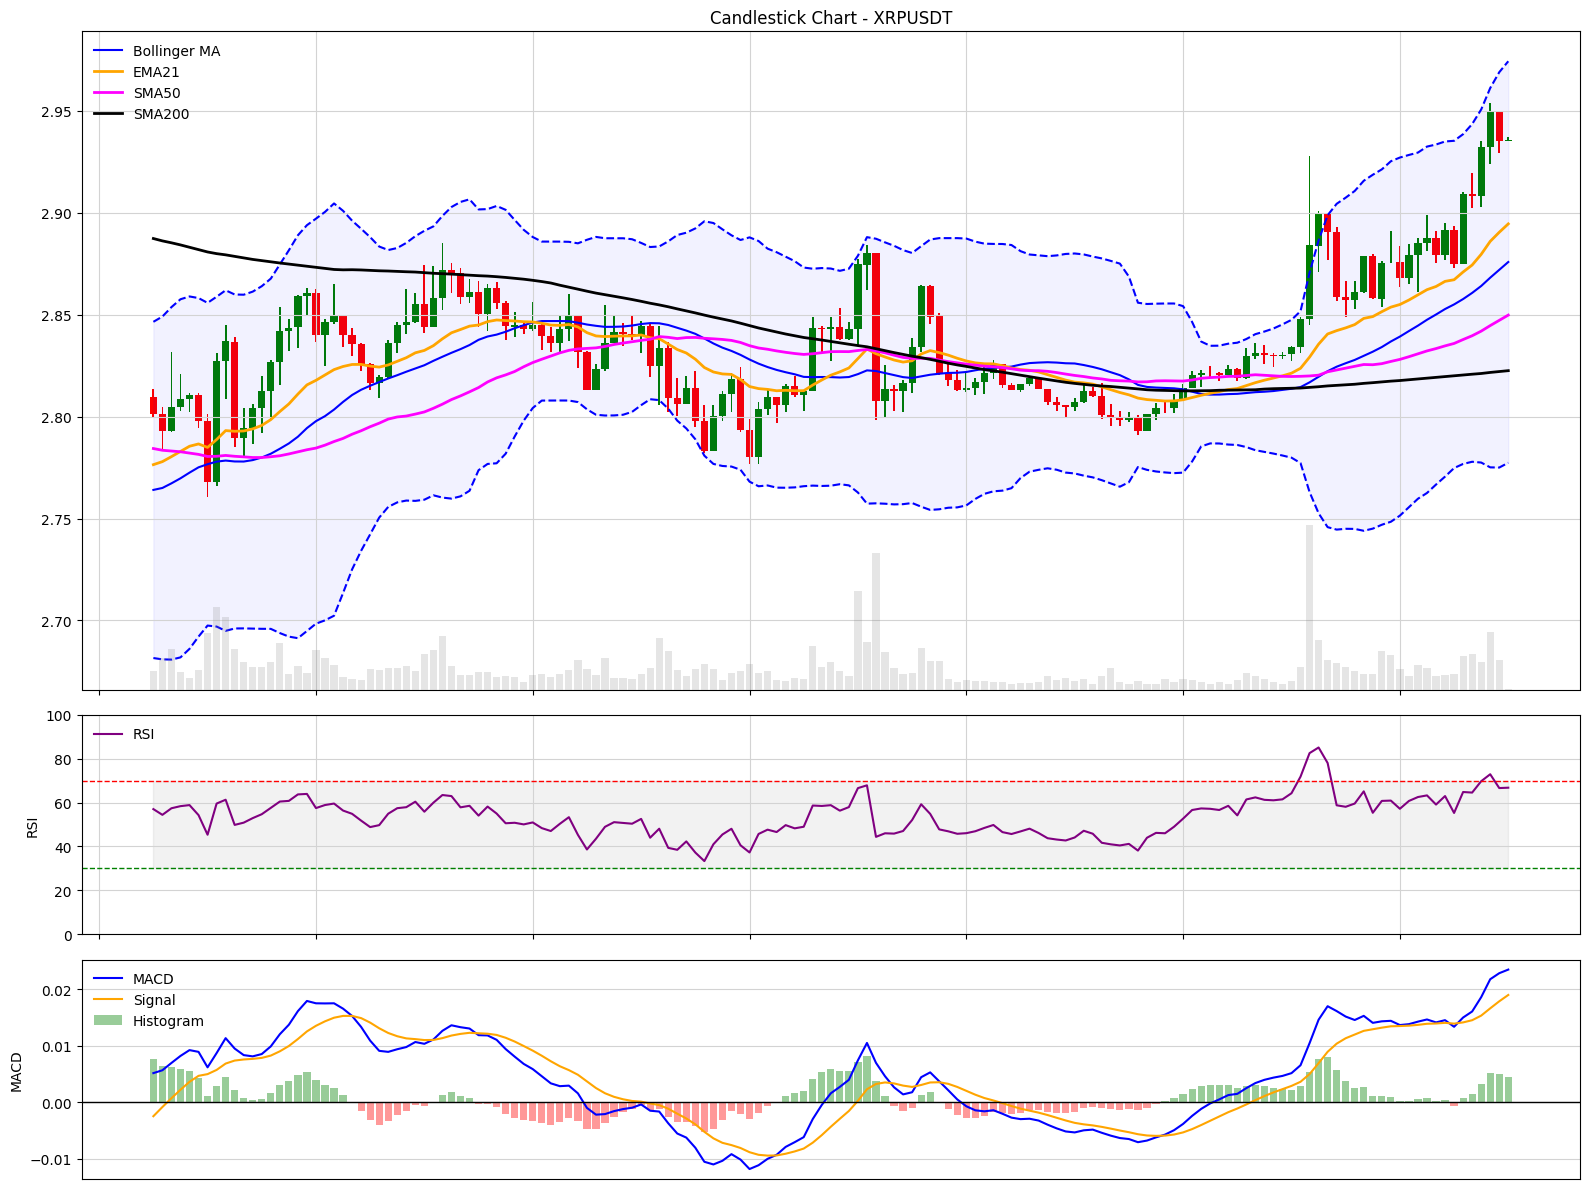 Candlestick Chart - XRPUSDT
Bollinger MA
EMA21
SMA50
SMA200
2.95
2.90
2.85
2.80
2.75
2.70
RSI
100
80
60
40
20
0
RSI
MACD
Signal
Histogram
0.02
0.01
0.00
−0.01
MACD